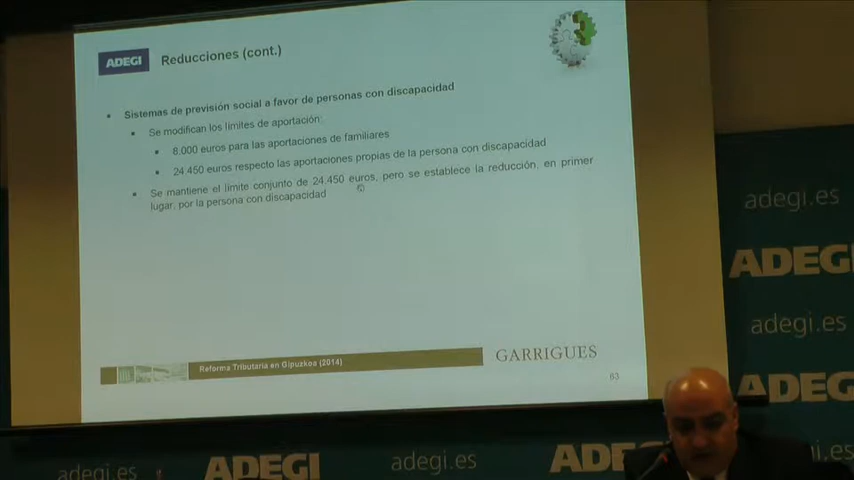 ADEGI
Reducciones (cont.)
Sistemas de previsión social a favor de personas con discapacidad
Se modifican los límites de aportación:
8.000 euros para las aportaciones de familiares
24.450 euros respecto las aportaciones propias de la persona con discapacidad
Se mantiene el límite conjunto de 24.450 euros, pero se establece la reducción, en primer
lugar, por la persona con discapacidad
Reforma Tributaria en Gipuzkoa (2014)
GARRIGUES
63
adegi.es
ADEGI
adegi.es
ADEGI
adegi.es
ADEGI
adegi.es
ADEGI
i.es